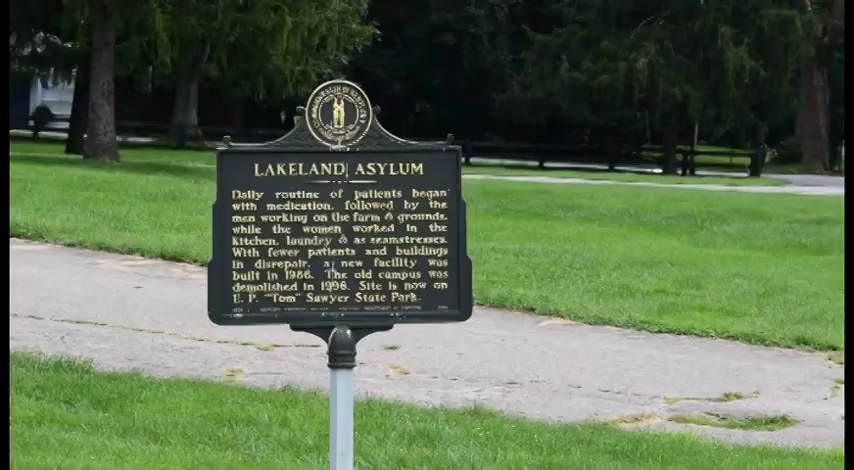 LAKELAND ASYLUM
Daily routine of patients began
with medication, followed by the
men working on the farm & grounds,
while the women worked in the
kitchen, laundry & as seamstresses.
With fewer patients and buildings
in disrepair, a new facility was
built in 1986. The old campus was
demolished in 1996. Site is now on
E. P. "Tom" Sawyer State Park.